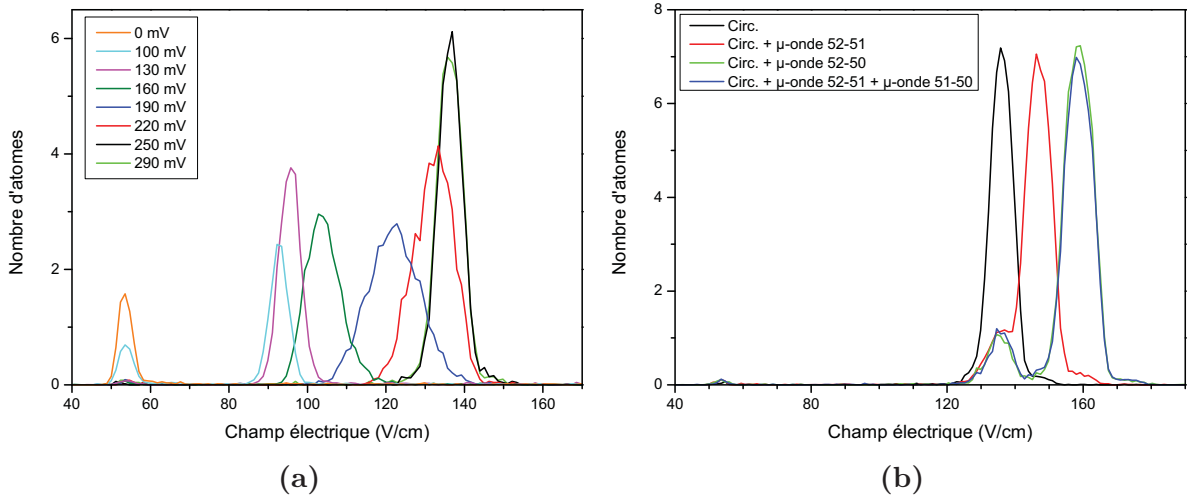 0 mV
100 mV
130 mV
160 mV
190 mV
220 mV
250 mV
290 mV
6
4
2
0
Nombre d'atomes
40 60 80 100 120 140 160
Champ électrique (V/cm)
(a)
Circ.
Circ. + μ-onde 52-51
Circ. + μ-onde 52-50
Circ. + μ-onde 52-51 + μ-onde 51-50
8
6
4
2
0
Nombre d'atomes
40 60 120 140 160
Champ électrique (V/cm)
(b)